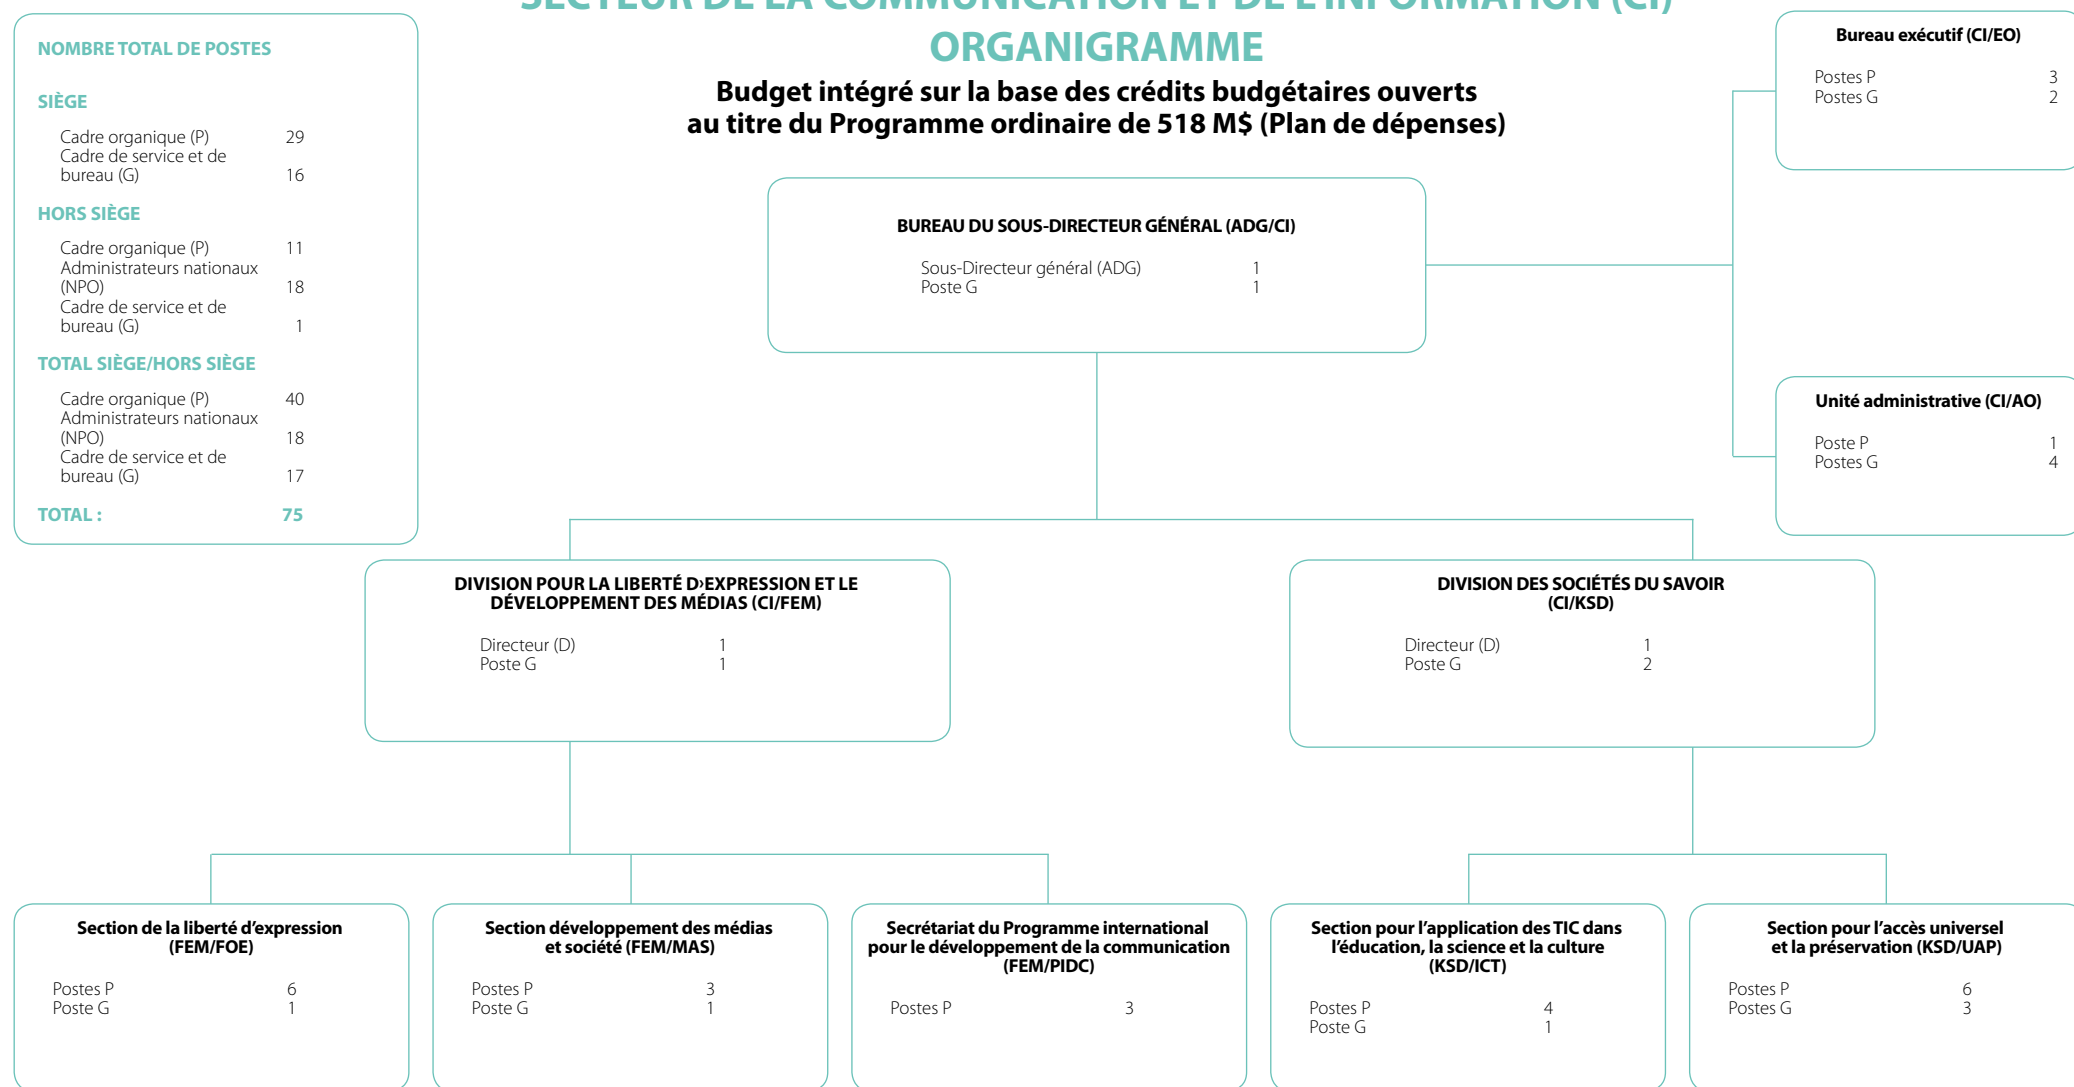 SECTEUR DE LA COMMUNICATION ET DE L'INFORMATION (CI)
ORGANIGRAMME
Budget intégré sur la base des crédits budgétaires ouverts
au titre du Programme ordinaire de 518 M$ (Plan de dépenses)
NOMBRE TOTAL DE POSTES
SIÈGE
Cadre organique (P) 29
Cadre de service et de
bureau (G) 16
HORS SIÈGE
Cadre organique (P) 11
Administrateurs nationaux
(NPO) 18
Cadre de service et de
bureau (G) 1
TOTAL SIÈGE/HORS SIÈGE
Cadre organique (P) 40
Administrateurs nationaux
(NPO) 18
Cadre de service et de
bureau (G) 17
TOTAL : 75
BUREAU DU SOUS-DIRECTEUR GÉNÉRAL (ADG/CI)
Sous-Directeur général (ADG) 1
Poste G 1
Bureau exécutif (CI/EO)
Postes P 3
Postes G 2
Unité administrative (CI/AO)
Poste P 1
Postes G 4
DIVISION POUR LA LIBERTÉ D›EXPRESSION ET LE
DÉVELOPPEMENT DES MÉDIAS (CI/FEM)
Directeur (D) 1
Poste G 1
DIVISION DES SOCIÉTÉS DU SAVOIR
(CI/KSD)
Directeur (D) 1
Poste G 2
Section de la liberté d’expression
(FEM/FOE)
Postes P 6
Poste G 1
Section développement des médias
et société (FEM/MAS)
Postes P 3
Poste G 1
Secrétariat du Programme international
pour le développement de la communication
(FEM/PIDC)
Postes P 3
Section pour l’application des TIC dans
l’éducation, la science et la culture
(KSD/ICT)
Postes P 4
Poste G 1
Section pour l’accès universel
et la préservation (KSD/UAP)
Postes P 6
Postes G 3